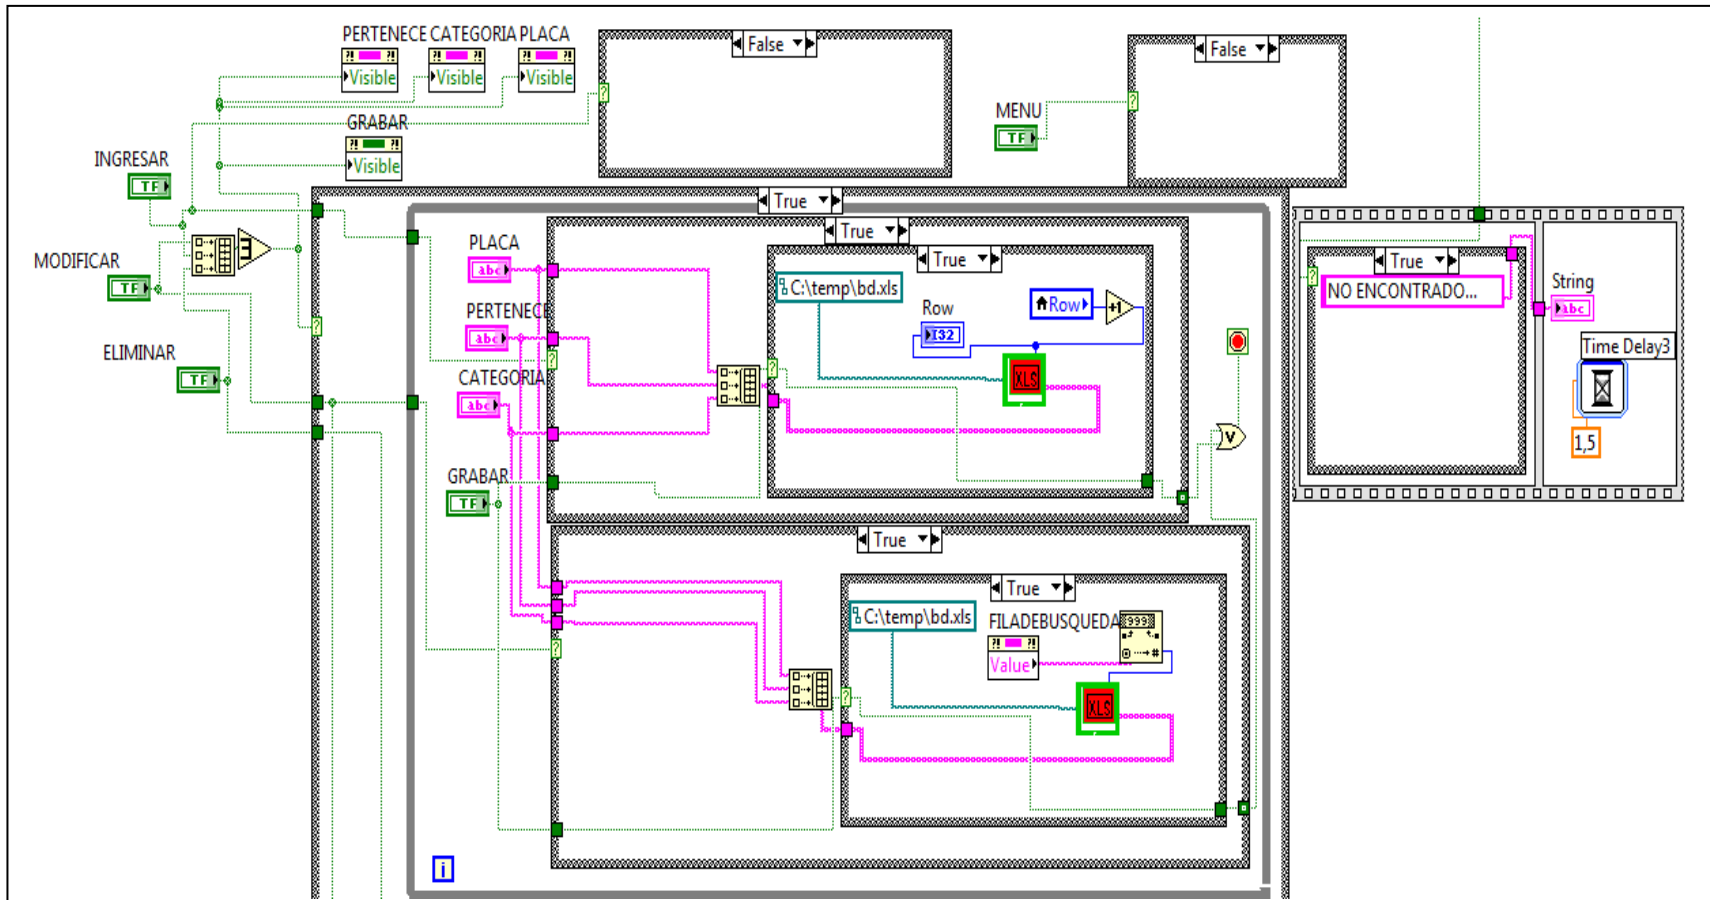 PERTENECE CATEGORIA PLACA
?! ?!
?! ?!
?! ?!
Visible
Visible
Visible
False
False
?
?
MENU
TF
GRABAR
?! ?!
Visible
INGRESAR
TF
True
MODIFICAR
TF
ELIMINAR
TF
?
True
PLACA
abc
PERTENECE
abc
CATEGORIA
abc
GRABAR
TF
?
True
C:\temp\bd.xls
Row
I32
Row
+1
XLS
?
V
?
True
NO ENCONTRADO...
String
abc
Time Delay3
1,5
True
?
True
C:\temp\bd.xls
FILADEBUSQUEDA
?! ?!
Value
999
#
XLS
?
i